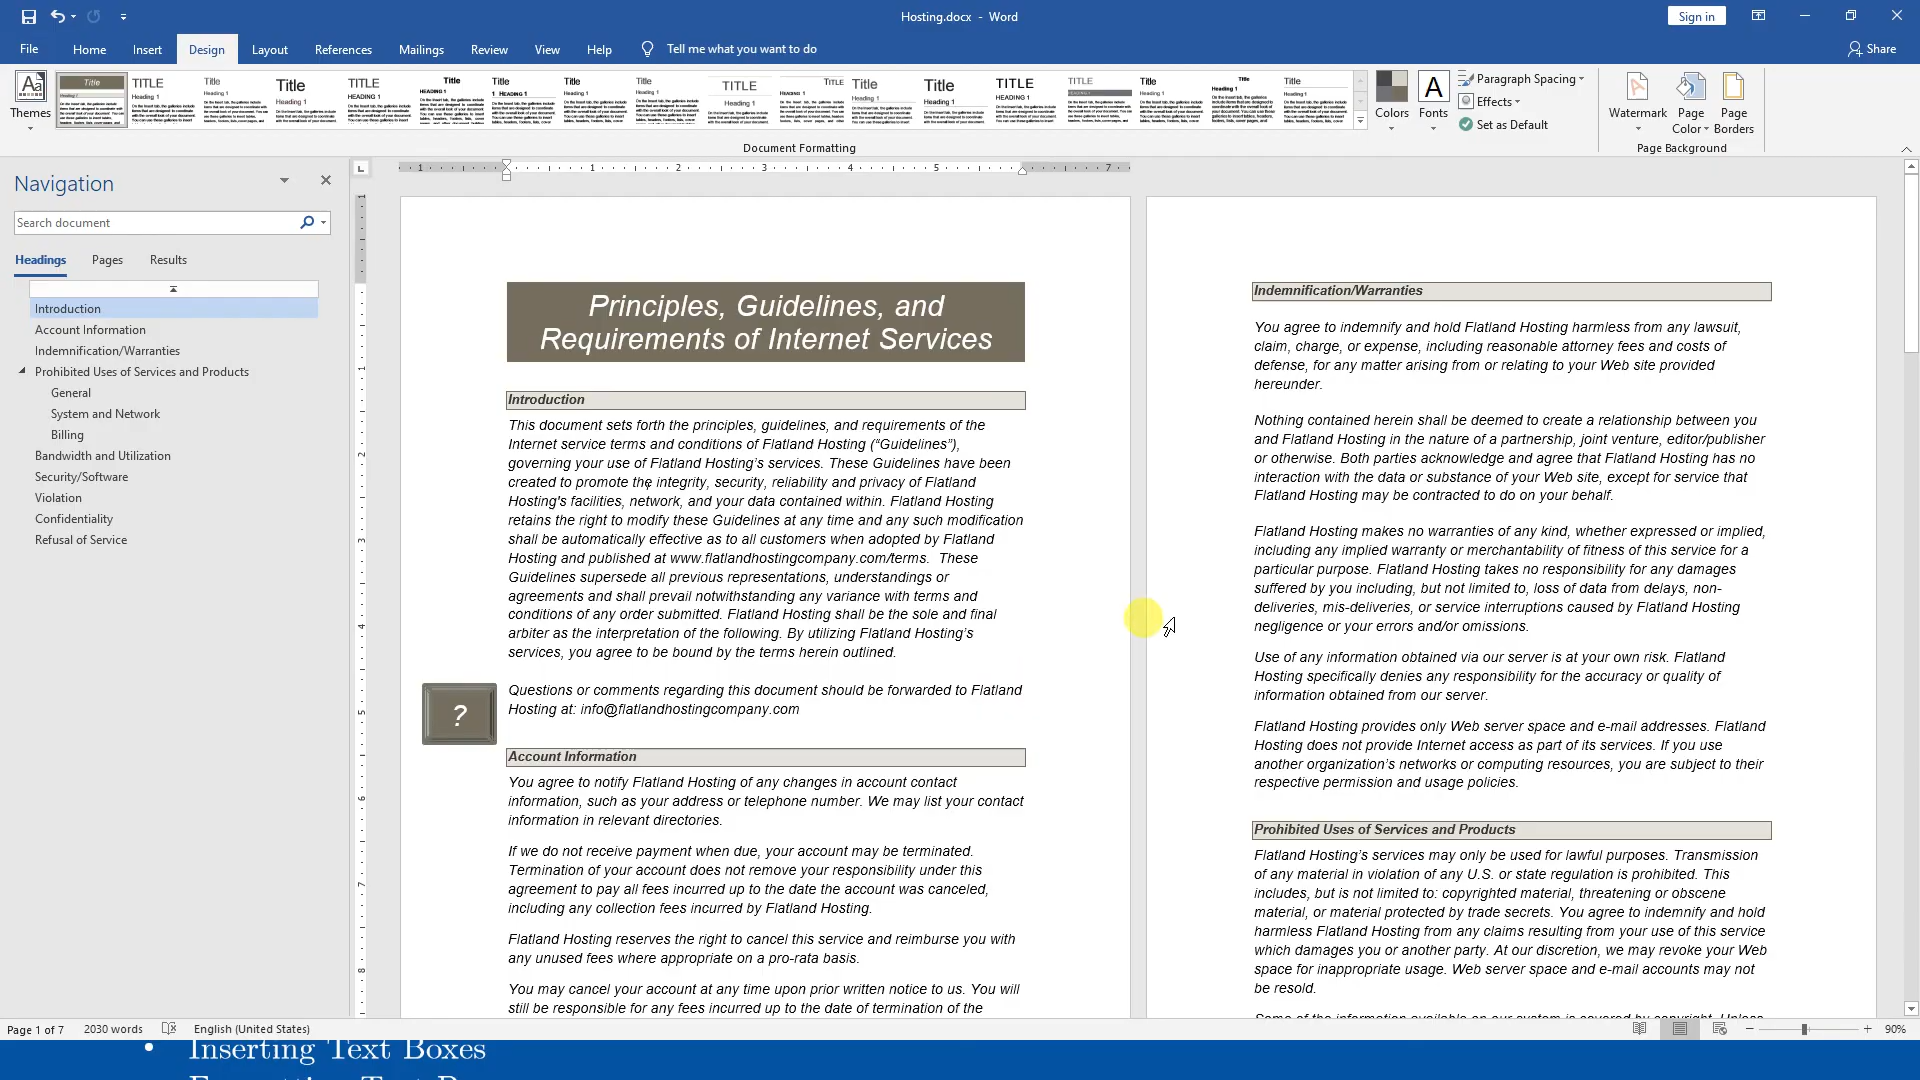 Hosting.docx - Word
Sign in
File Home Insert Design Layout References Mailings Review View Help Tell me what you want to do Share
Themes
Title
TITLE
Heading 1
Colors
Fonts
Paragraph Spacing
Effects
Set as Default
Watermark
Page Color
Page Borders
Document Formatting
Page Background
Navigation
Search document
Headings Pages Results
Introduction
Account Information
Indemnification/Warranties
Prohibited Uses of Services and Products
General
System and Network
Billing
Bandwidth and Utilization
Security/Software
Violation
Confidentiality
Refusal of Service
1 1 2 3 4 5 7
Principles, Guidelines, and
Requirements of Internet Services
Introduction
This document sets forth the principles, guidelines, and requirements of the
Internet service terms and conditions of Flatland Hosting (“Guidelines”),
governing your use of Flatland Hosting’s services. These Guidelines have been
created to promote the integrity, security, reliability and privacy of Flatland
Hosting's facilities, network, and your data contained within. Flatland Hosting
retains the right to modify these Guidelines at any time and any such modification
shall be automatically effective as to all customers when adopted by Flatland
Hosting and published at www.flatlandhostingcompany.com/terms. These
Guidelines supersede all previous representations, understandings or
agreements and shall prevail notwithstanding any variance with terms and
conditions of any order submitted. Flatland Hosting shall be the sole and final
arbiter as the interpretation of the following. By utilizing Flatland Hosting’s
services, you agree to be bound by the terms herein outlined.
?
Questions or comments regarding this document should be forwarded to Flatland
Hosting at: info@flatlandhostingcompany.com
Account Information
You agree to notify Flatland Hosting of any changes in account contact
information, such as your address or telephone number. We may list your contact
information in relevant directories.
If we do not receive payment when due, your account may be terminated.
Termination of your account does not remove your responsibility under this
agreement to pay all fees incurred up to the date the account was canceled,
including any collection fees incurred by Flatland Hosting.
Flatland Hosting reserves the right to cancel this service and reimburse you with
any unused fees where appropriate on a pro-rata basis.
You may cancel your account at any time upon prior written notice to us. You will
still be responsible for any fees incurred up to the date of termination of the
Indemnification/Warranties
You agree to indemnify and hold Flatland Hosting harmless from any lawsuit,
claim, charge, or expense, including reasonable attorney fees and costs of
defense, for any matter arising from or relating to your Web site provided
hereunder.
Nothing contained herein shall be deemed to create a relationship between you
and Flatland Hosting in the nature of a partnership, joint venture, editor/publisher
or otherwise. Both parties acknowledge and agree that Flatland Hosting has no
interaction with the data or substance of your Web site, except for service that
Flatland Hosting may be contracted to do on your behalf.
Flatland Hosting makes no warranties of any kind, whether expressed or implied,
including any implied warranty or merchantability of fitness of this service for a
particular purpose. Flatland Hosting takes no responsibility for any damages
suffered by you including, but not limited to, loss of data from delays, non-
deliveries, mis-deliveries, or service interruptions caused by Flatland Hosting
negligence or your errors and/or omissions.
Use of any information obtained via our server is at your own risk. Flatland
Hosting specifically denies any responsibility for the accuracy or quality of
information obtained from our server.
Flatland Hosting provides only Web server space and e-mail addresses. Flatland
Hosting does not provide Internet access as part of its services. If you use
another organization’s networks or computing resources, you are subject to their
respective permission and usage policies.
Prohibited Uses of Services and Products
Flatland Hosting’s services may only be used for lawful purposes. Transmission
of any material in violation of any U.S. or state regulation is prohibited. This
includes, but is not limited to: copyrighted material, threatening or obscene
material, or material protected by trade secrets. You agree to indemnify and hold
harmless Flatland Hosting from any claims resulting from your use of this service
which damages you or another party. At our discretion, we may revoke your Web
space for inappropriate usage. Web server space and e-mail accounts may not
be resold.
Page 1 of 7 2030 words English (United States) 90%
• Inserting Text Boxes